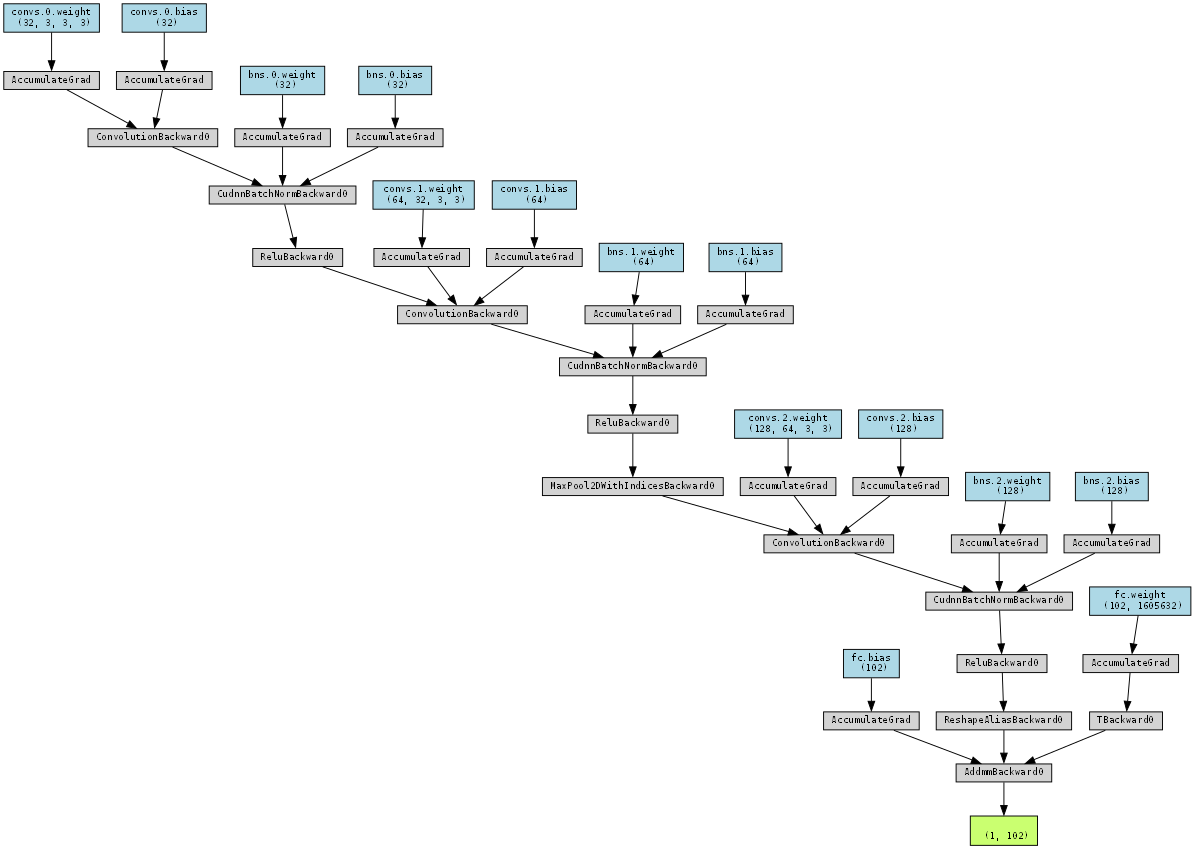 convs.0.weight
(32, 3, 3, 3)
convs.0.bias
(32)
AccumulateGrad
AccumulateGrad
bns.0.weight
(32)
bns.0.bias
(32)
ConvolutionBackward0
AccumulateGrad
AccumulateGrad
CudnnBatchNormBackward0
convs.1.weight
(64, 32, 3, 3)
convs.1.bias
(64)
ReluBackward0
AccumulateGrad
AccumulateGrad
bns.1.weight
(64)
bns.1.bias
(64)
ConvolutionBackward0
AccumulateGrad
AccumulateGrad
CudnnBatchNormBackward0
ReluBackward0
convs.2.weight
(128, 64, 3, 3)
convs.2.bias
(128)
MaxPool2DWithIndicesBackward0
AccumulateGrad
AccumulateGrad
bns.2.weight
(128)
bns.2.bias
(128)
ConvolutionBackward0
AccumulateGrad
AccumulateGrad
CudnnBatchNormBackward0
fc.weight
(102, 1605632)
fc.bias
(102)
ReluBackward0
AccumulateGrad
AccumulateGrad
ReshapeAliasBackward0
TBackward0
AddmmBackward0
(1, 102)